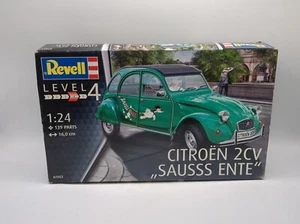 Revell
LEVEL 4
1:24
139 PARTS
16,0 cm
CITROËN 2CV
„SAUSSS ENTE“